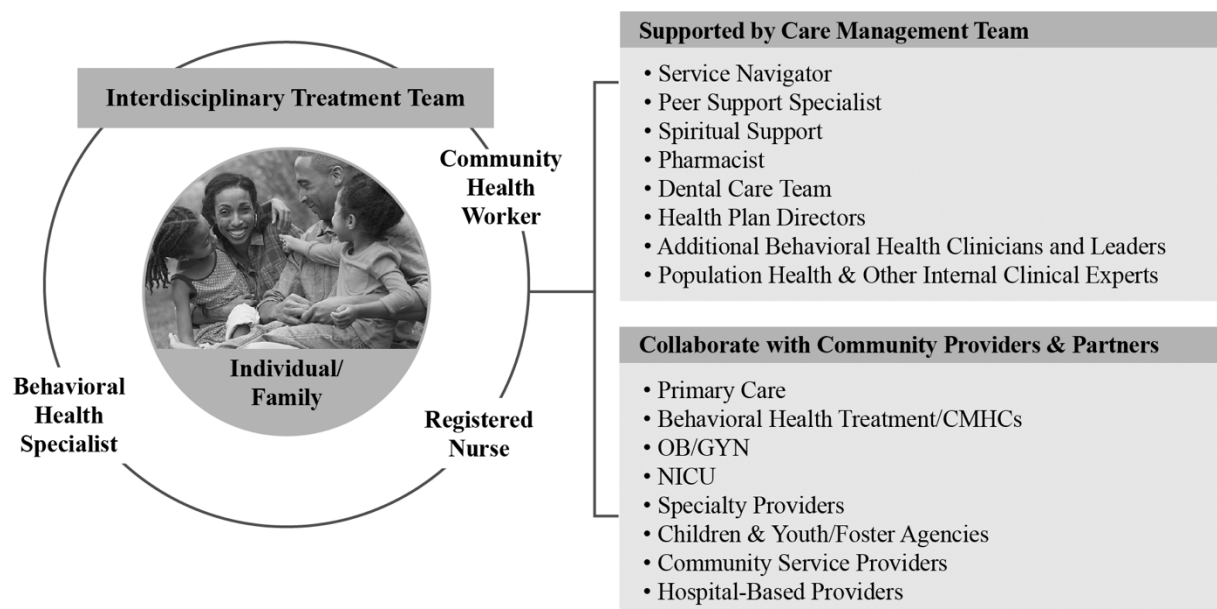 Interdisciplinary Treatment Team
Community
Health
Worker
Individual/
Family
Behavioral
Health
Specialist
Registered
Nurse
Supported by Care Management Team
• Service Navigator
• Peer Support Specialist
• Spiritual Support
• Pharmacist
• Dental Care Team
• Health Plan Directors
• Additional Behavioral Health Clinicians and Leaders
• Population Health & Other Internal Clinical Experts
Collaborate with Community Providers & Partners
• Primary Care
• Behavioral Health Treatment/CMHCs
• OB/GYN
• NICU
• Specialty Providers
• Children & Youth/Foster Agencies
• Community Service Providers
• Hospital-Based Providers